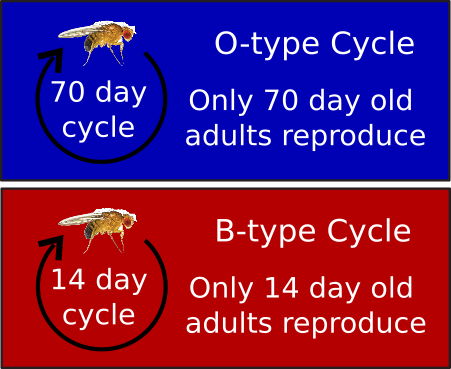 O-type Cycle
70 day
cycle
Only 70 day old
adults reproduce
B-type Cycle
14 day
cycle
Only 14 day old
adults reproduce